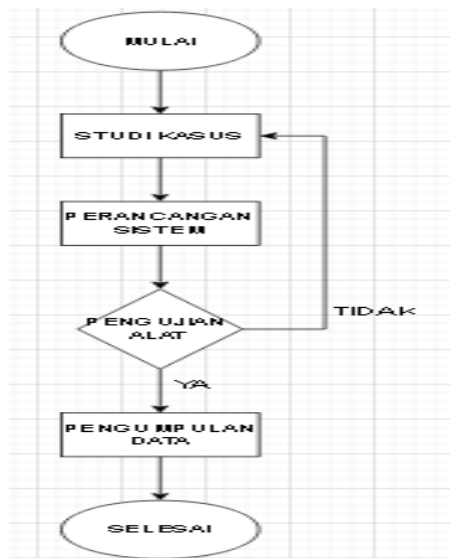 MULAI
STUDI KASUS
PERANCANGAN
SISTEM
PENGUJIAN
ALAT
TIDAK
YA
PENGUMPULAN
DATA
SELESAI